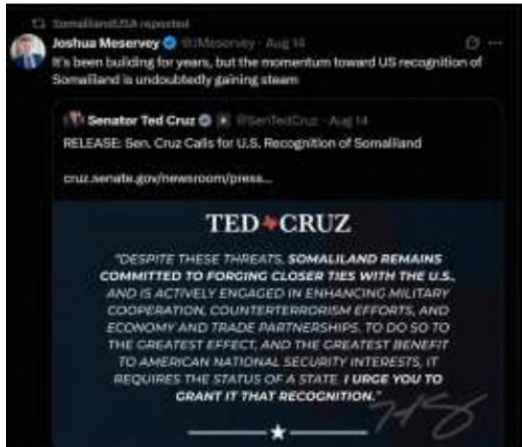 SomalilandUSA reposted
Joshua Meservey @JMeservey · Aug 14
It's been building for years, but the momentum toward US recognition of
Somaliland is undoubtedly gaining steam
Senator Ted Cruz @SenTedCruz · Aug 14
RELEASE: Sen. Cruz Calls for U.S. Recognition of Somaliland
cruz.senate.gov/newsroom/press...
TED CRUZ
"DESPITE THESE THREATS, SOMALILAND REMAINS
COMMITTED TO FORGING CLOSER TIES WITH THE U.S.,
AND IS ACTIVELY ENGAGED IN ENHANCING MILITARY
COOPERATION, COUNTERTERRORISM EFFORTS, AND
ECONOMY AND TRADE PARTNERSHIPS. TO DO SO TO
THE GREATEST EFFECT, AND THE GREATEST BENEFIT
TO AMERICAN NATIONAL SECURITY INTERESTS, IT
REQUIRES THE STATUS OF A STATE. I URGE YOU TO
GRANT IT THAT RECOGNITION."